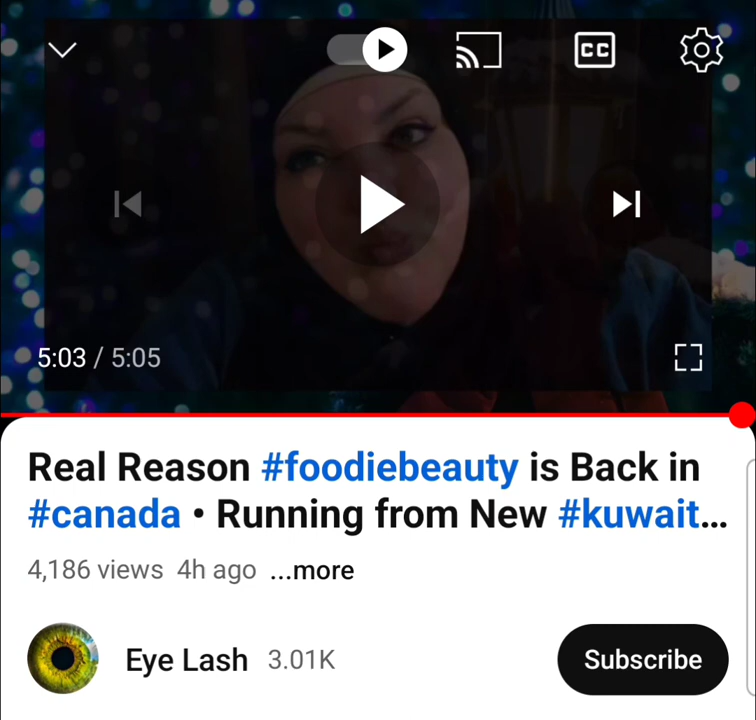 CC
5:03 / 5:05
Real Reason #foodiebeauty is Back in
#canada • Running from New #kuwait...
4,186 views 4h ago ...more
Eye Lash 3.01K Subscribe